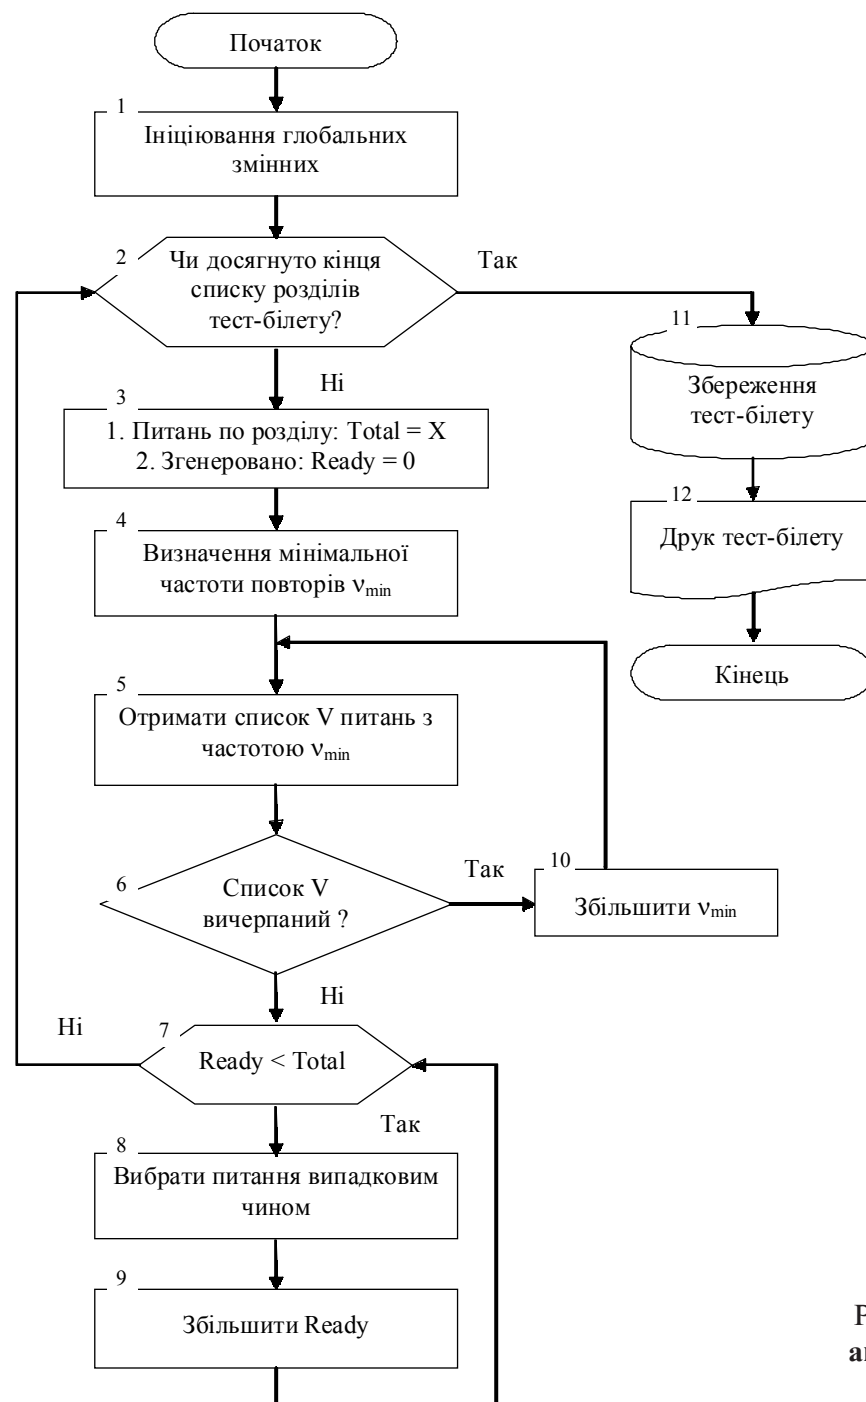 Початок
1
Ініціювання глобальних
змінних
2
Чи досягнуто кінця
списку розділів
тест-білету?
Так
Ні
11
Збереження
тест-білету
3
1. Питань по розділу: Total = X
2. Згенеровано: Ready = 0
12
Друк тест-білету
4
Визначення мінімальної
частоти повторів νmin
Кінець
5
Отримати список V питань з
частотою νmin
6
Список V
вичерпаний ?
Так
10
Збільшити νmin
Ні
Ні
7
Ready < Total
Так
8
Вибрати питання випадковим
чином
9
Збільшити Ready